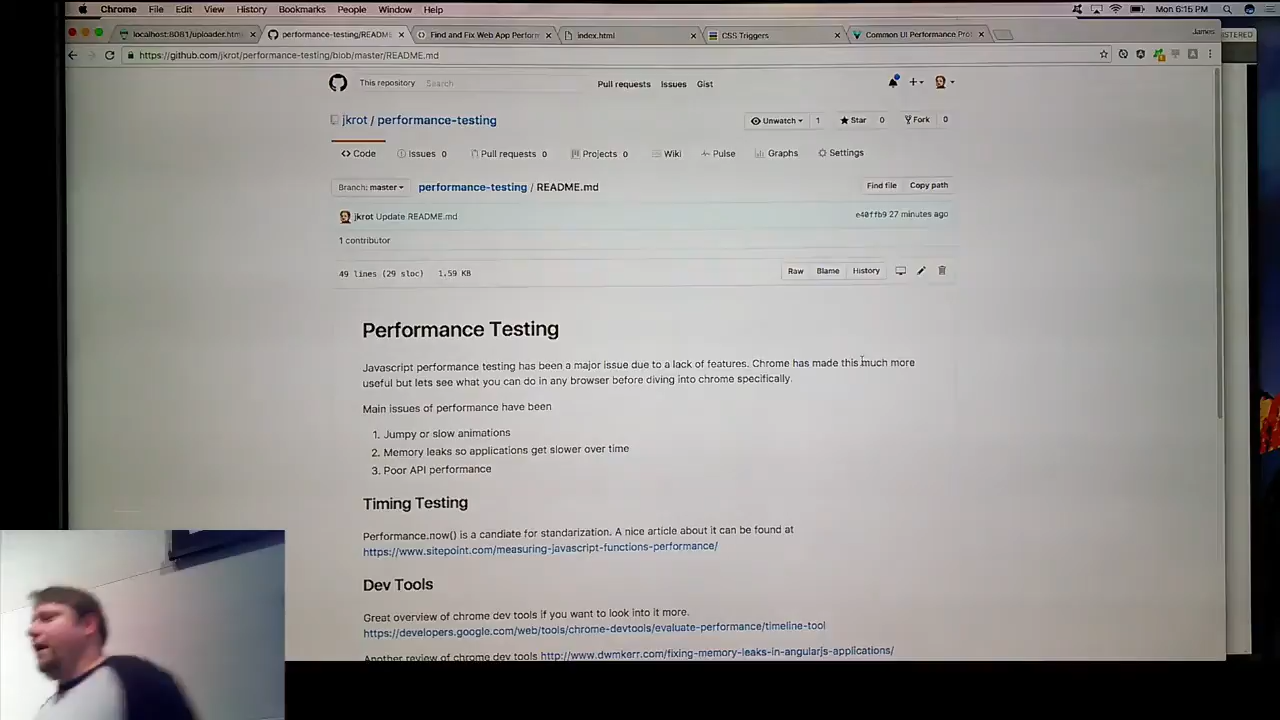 Chrome File Edit View History Bookmarks People Window Help
Mon 6:15 PM
localhost:8081/uploader.htm
performance-testing/READM
Find and Fix Web App Perform
index.html
CSS Triggers
Common UI Performance Pro
James
ISTERED
https://github.com/jkrot/performance-testing/blob/master/README.md
This repository Search Pull requests Issues Gist
jkrot / performance-testing
Unwatch 1 Star 0 Fork 0
Code Issues 0 Pull requests 0 Projects 0 Wiki Pulse Graphs Settings
Branch: master performance-testing / README.md Find file Copy path
jkrot Update README.md e40ffb9 27 minutes ago
1 contributor
49 lines (29 sloc) 1.59 KB Raw Blame History
Performance Testing
Javascript performance testing has been a major issue due to a lack of features. Chrome has made this much more
useful but lets see what you can do in any browser before diving into chrome specifically.
Main issues of performance have been
1. Jumpy or slow animations
2. Memory leaks so applications get slower over time
3. Poor API performance
Timing Testing
Performance.now() is a candiate for standarization. A nice article about it can be found at
https://www.sitepoint.com/measuring-javascript-functions-performance/
Dev Tools
Great overview of chrome dev tools if you want to look into it more.
https://developers.google.com/web/tools/chrome-devtools/evaluate-performance/timeline-tool
Another review of chrome dev tools http://www.dwmkerr.com/fixing-memory-leaks-in-angularjs-applications/